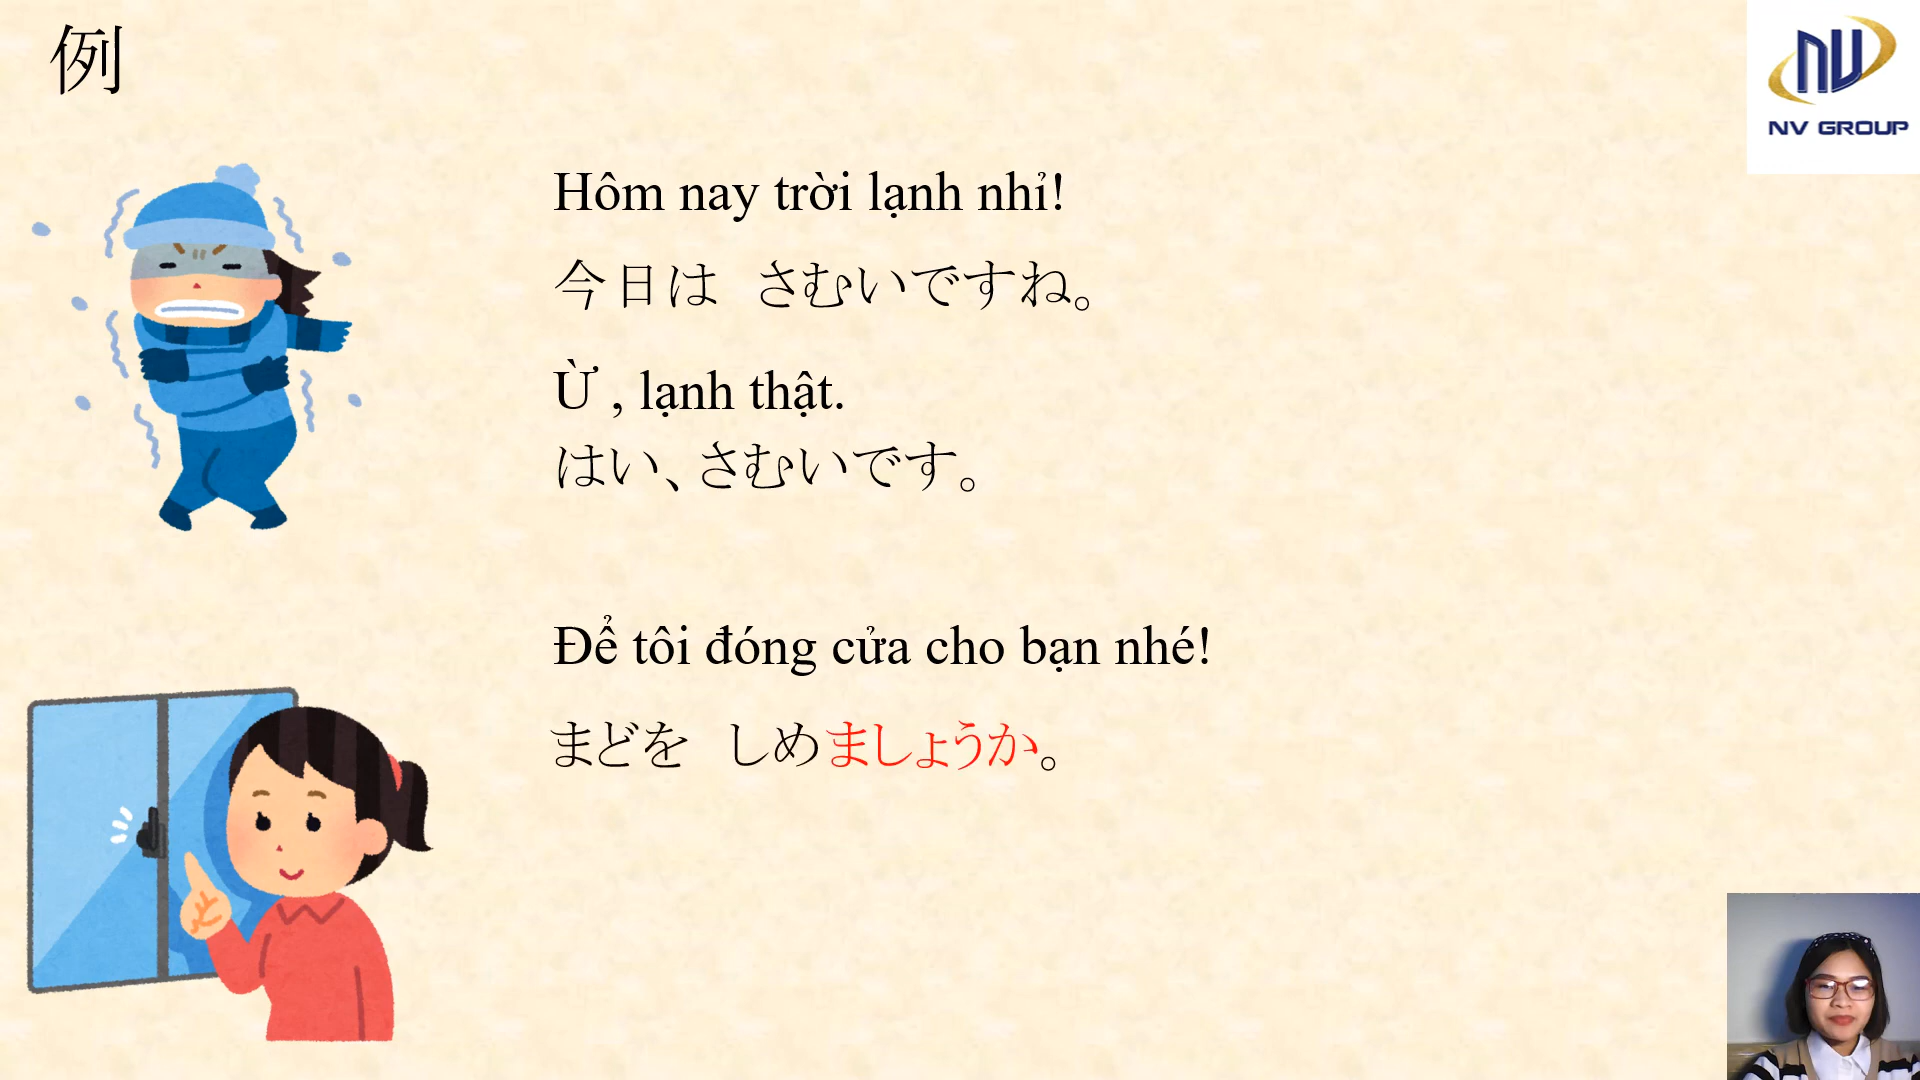 例
NV GROUP
Hôm nay trời lạnh nhỉ!
今日は　さむいですね。
Ừ , lạnh thật.
はい、さむいです。
Để tôi đóng cửa cho bạn nhé!
まどを　しめましょうか。